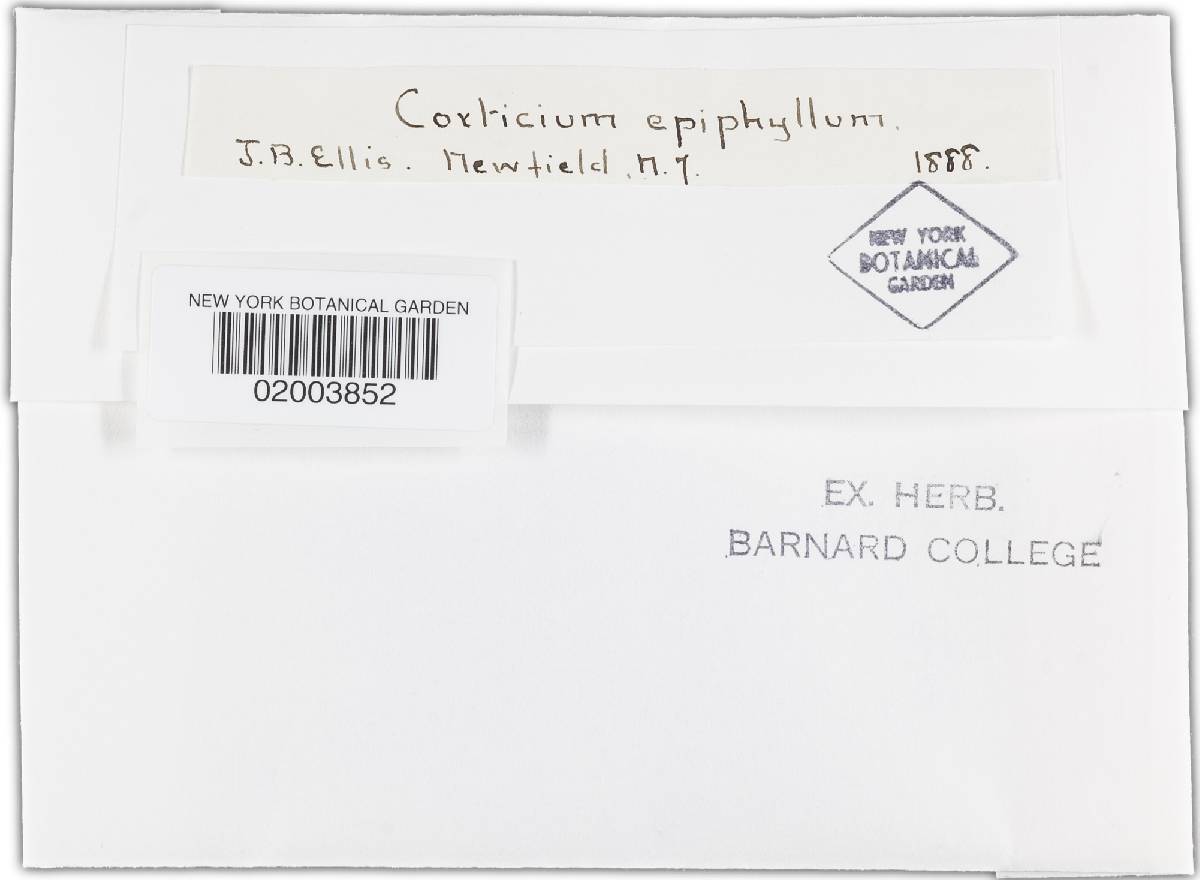 Corticium epiphyllum.
J.B. Ellis. Newfield, N.J. 1888.
NEW YORK
BOTANICAL
GARDEN
NEW YORK BOTANICAL GARDEN
02003852
EX. HERB.
BARNARD COLLEGE